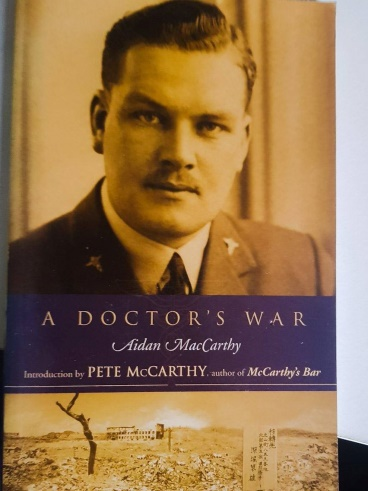 A DOCTOR'S WAR
Aidan MacCarthy
Introduction by PETE McCARTHY, author of McCarthy's Bar